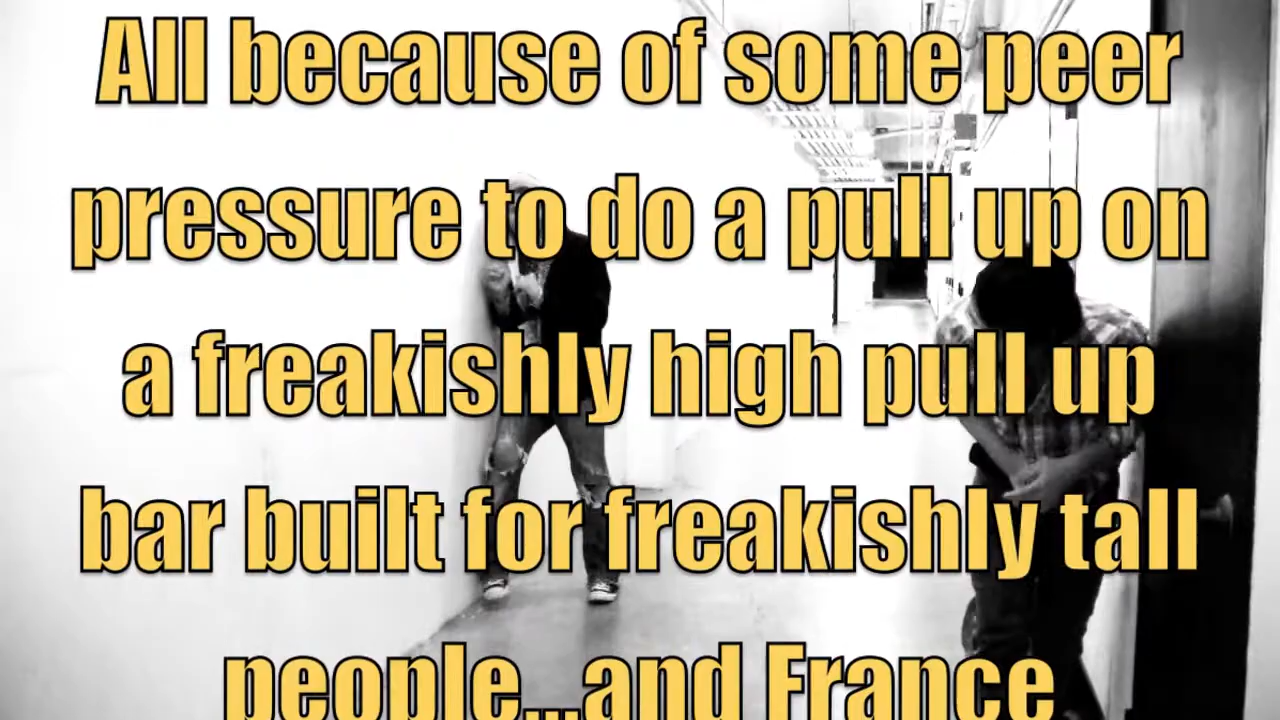 All because of some peer
pressure to do a pull up on
a freakishly high pull up
bar built for freakishly tall
people...and France